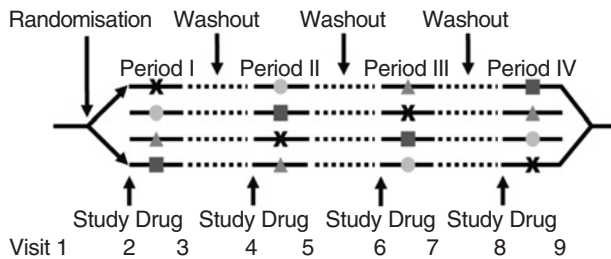 Randomisation Washout Washout Washout
Period I Period II Period III Period IV
Study Drug Study Drug Study Drug Study Drug
Visit 1 2 3 4 5 6 7 8 9